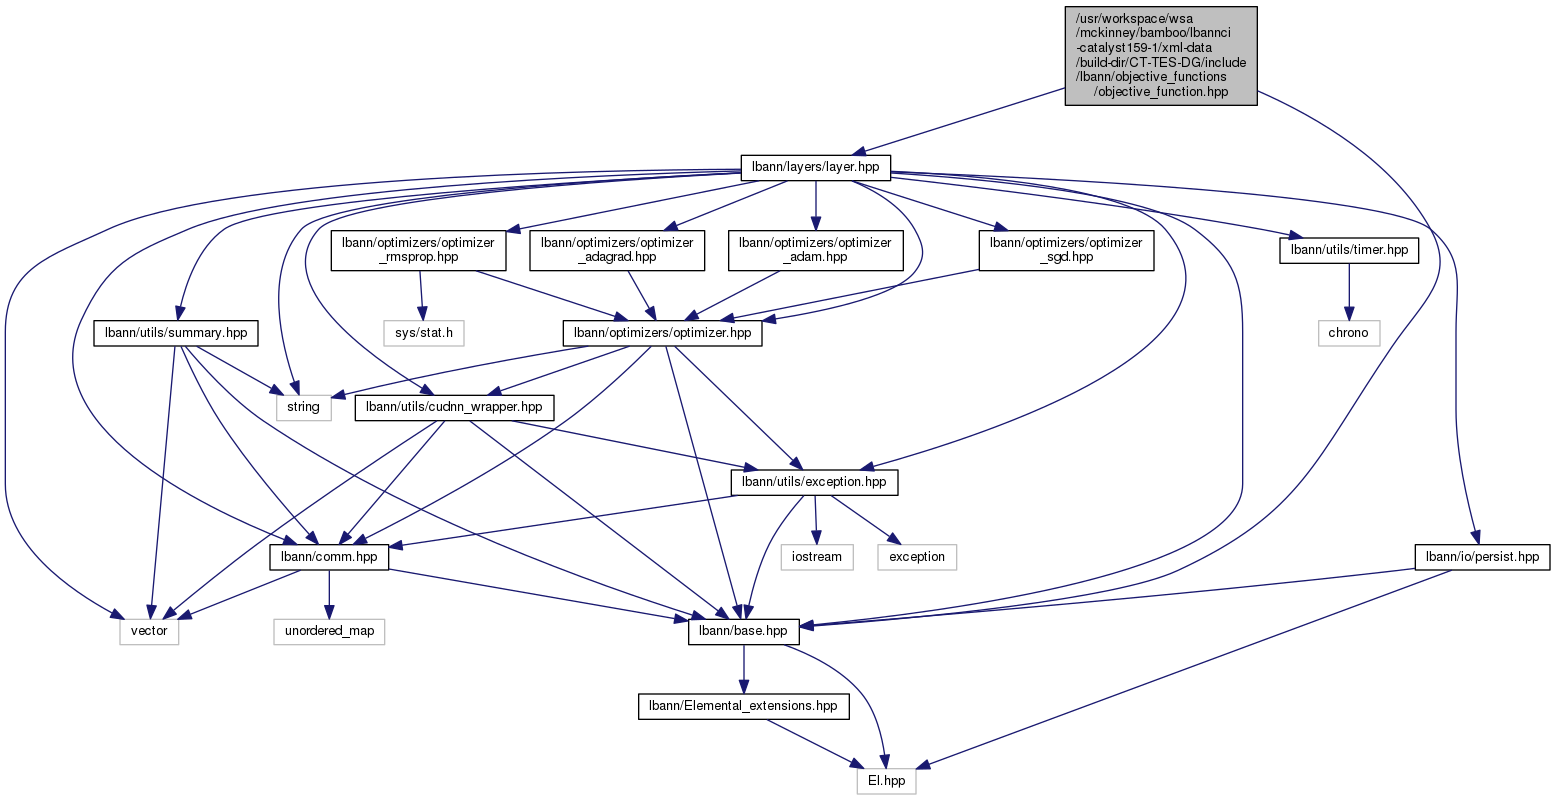 /usr/workspace/wsa
/mckinney/bamboo/lbannci
-catalyst159-1/xml-data
/build-dir/CT-TES-DG/include
/lbann/objective_functions
/objective_function.hpp
lbann/layers/layer.hpp
lbann/optimizers/optimizer
_rmsprop.hpp
lbann/optimizers/optimizer
_adagrad.hpp
lbann/optimizers/optimizer
_adam.hpp
lbann/optimizers/optimizer
_sgd.hpp
lbann/utils/timer.hpp
lbann/utils/summary.hpp
sys/stat.h
lbann/optimizers/optimizer.hpp
chrono
string
lbann/utils/cudnn_wrapper.hpp
lbann/utils/exception.hpp
lbann/comm.hpp
iostream
exception
lbann/io/persist.hpp
vector
unordered_map
lbann/base.hpp
lbann/Elemental_extensions.hpp
El.hpp